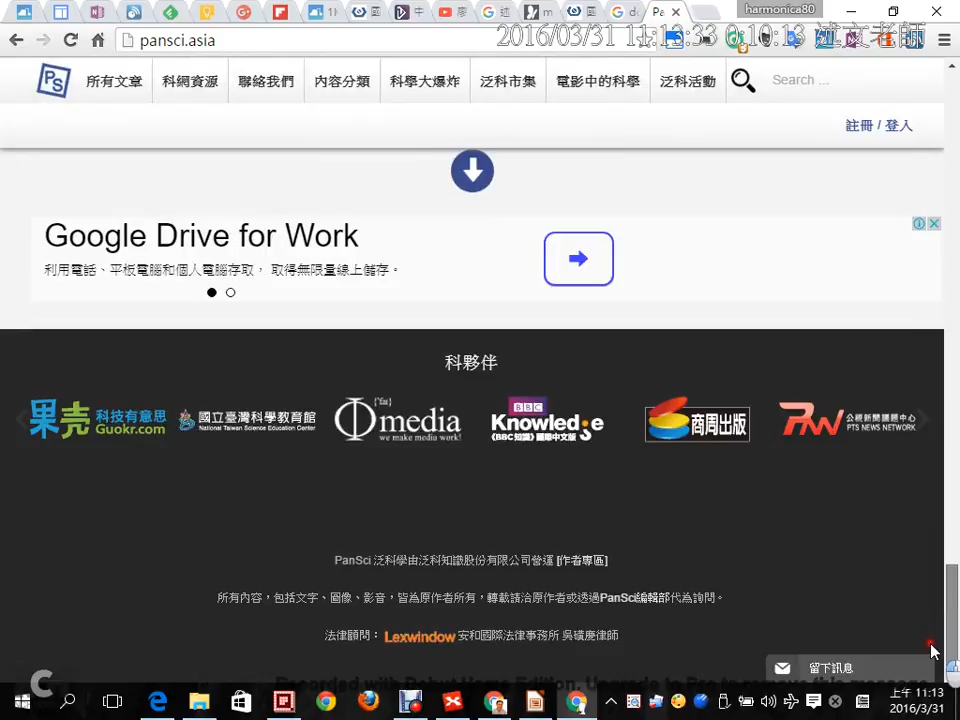 harmonica80
pansci.asia
2016/03/31 11:13:33 0:10:13
PS
所有文章
科網資源
聯絡我們
內容分類
科學大爆炸
泛科市集
電影中的科學
泛科活動
Search ...
註冊 / 登入
Google Drive for Work
利用電話、平板電腦和個人電腦存取， 取得無限量線上儲存。
科夥伴
果壳 科技有意思
Guokr.com
國立臺灣科學教育館
National Taiwan Science Education Center
Φmedia
we make media work!
BBC
Knowledge
《BBC知識》國際中文版
商周出版
公視新聞議題中心
PTS NEWS NETWORK
PanSci 泛科學由泛科知識股份有限公司營運 [作者專區]
所有內容，包括文字、圖像、影音，皆為原作者所有，轉載請洽原作者或透過PanSci編輯部代為詢問。
法律顧問： Lexwindow 安和國際法律事務所 吳礦慶律師
留下訊息
上午 11:13
2016/3/31